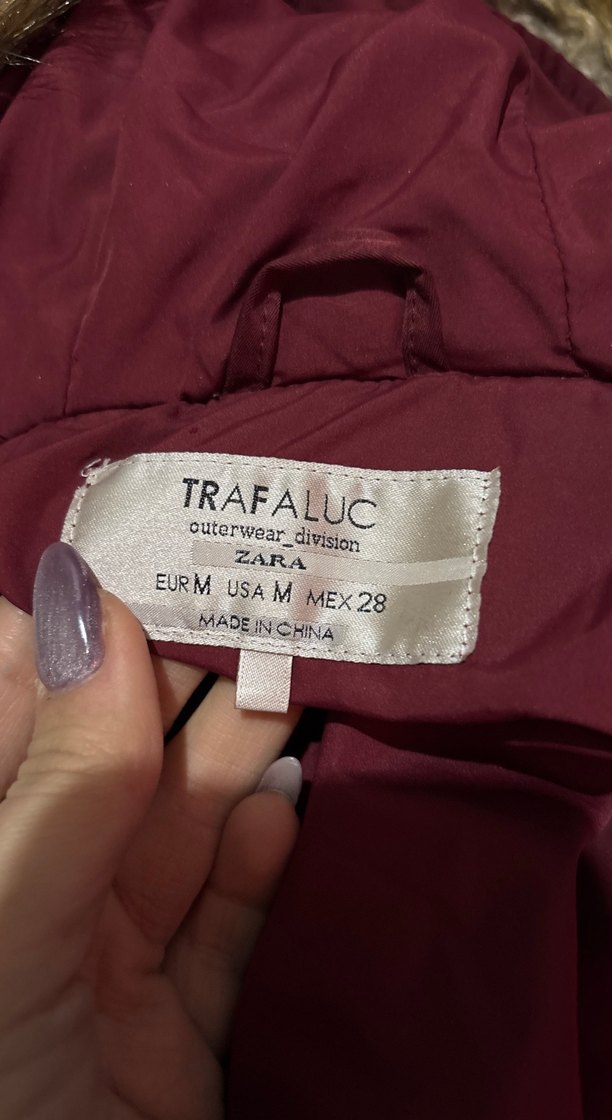 TRAFALUC
outerwear_division
ZARA
EUR M USA M MEX 28
MADE IN CHINA